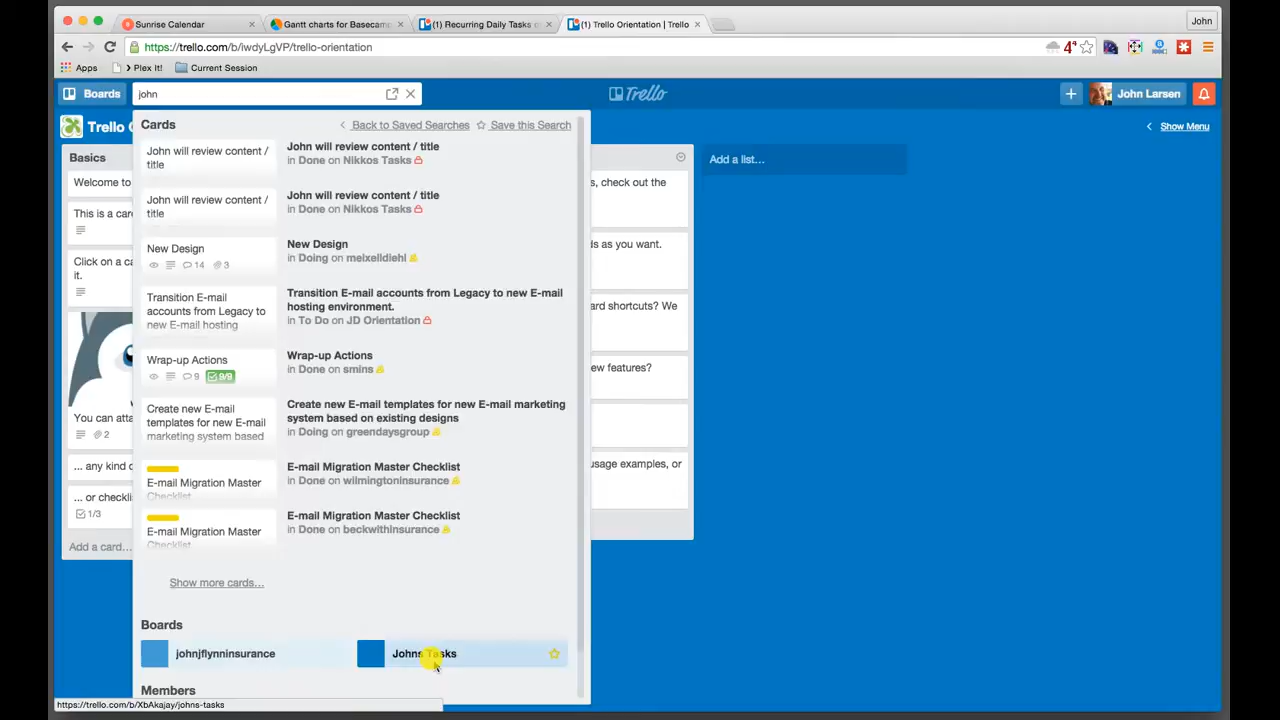 Sunrise Calendar
Gantt charts for Basecamp
(1) Recurring Daily Tasks
(1) Trello Orientation | Trello
John
https://trello.com/b/iwdyLgVP/trello-orientation
4°
Apps
> Plex It!
Current Session
Boards
john
Trello
John Larsen
Trello
Show Menu
Cards
Back to Saved Searches
Save this Search
Basics
Add a list...
John will review content /
title
John will review content / title
in Done on Nikkos Tasks
Welcome to
s, check out the
John will review content /
title
John will review content / title
in Done on Nikkos Tasks
This is a card
New Design
14
3
New Design
in Doing on meixelldiehl
ds as you want.
Click on a ca
it.
Transition E-mail
accounts from Legacy to
new E-mail hosting
Transition E-mail accounts from Legacy to new E-mail
hosting environment.
in To Do on JD Orientation
ard shortcuts? We
Wrap-up Actions
9
9/9
Wrap-up Actions
in Done on smins
ew features?
Create new E-mail
templates for new E-mail
marketing system based
Create new E-mail templates for new E-mail marketing
system based on existing designs
in Doing on greendaysgroup
You can atta
2
E-mail Migration Master
Checklist
E-mail Migration Master Checklist
in Done on wilmingtoninsurance
... any kind o
usage examples, or
E-mail Migration Master
Checklist
E-mail Migration Master Checklist
in Done on beckwithinsurance
... or checkli
1/3
Add a card...
Show more cards...
Boards
johnjflynninsurance
Johns Tasks
Members
https://trello.com/b/XbAkajay/johns-tasks